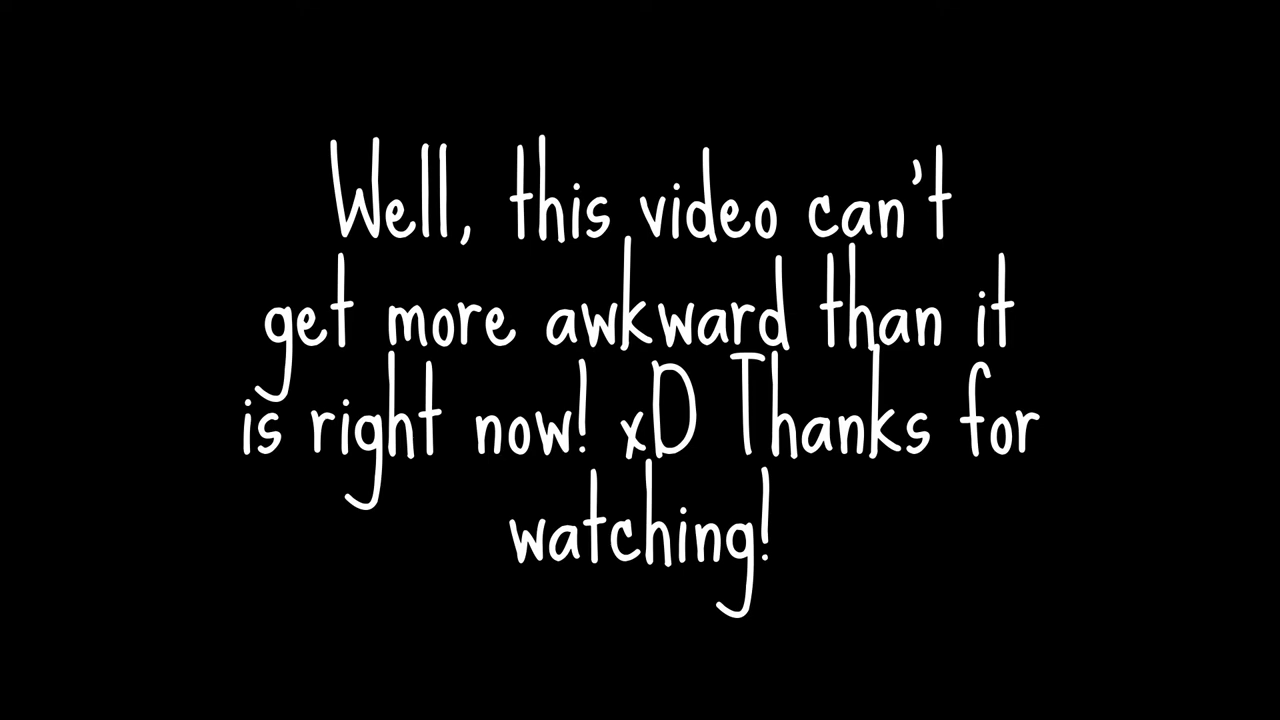 Well, this video can't
get more awkward than it
is right now! xD Thanks for
watching!